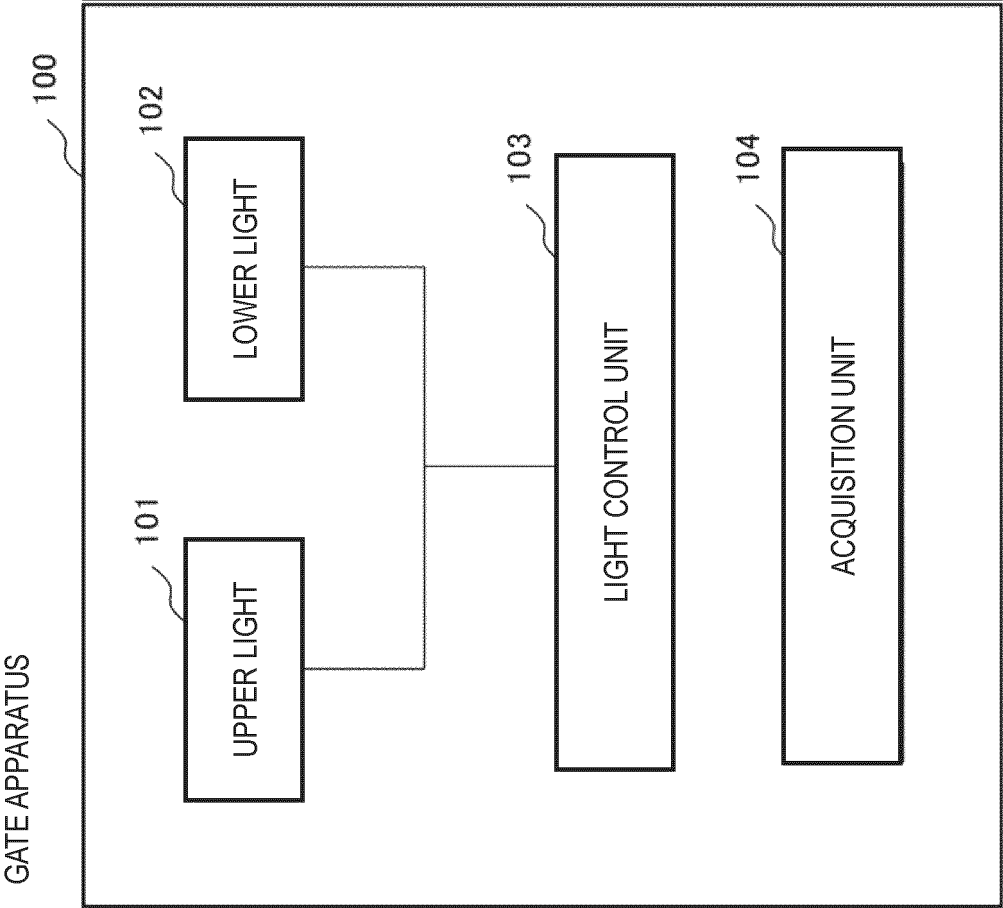 GATE APPARATUS
100
101
102
UPPER LIGHT
LOWER LIGHT
103
LIGHT CONTROL UNIT
104
ACQUISITION UNIT